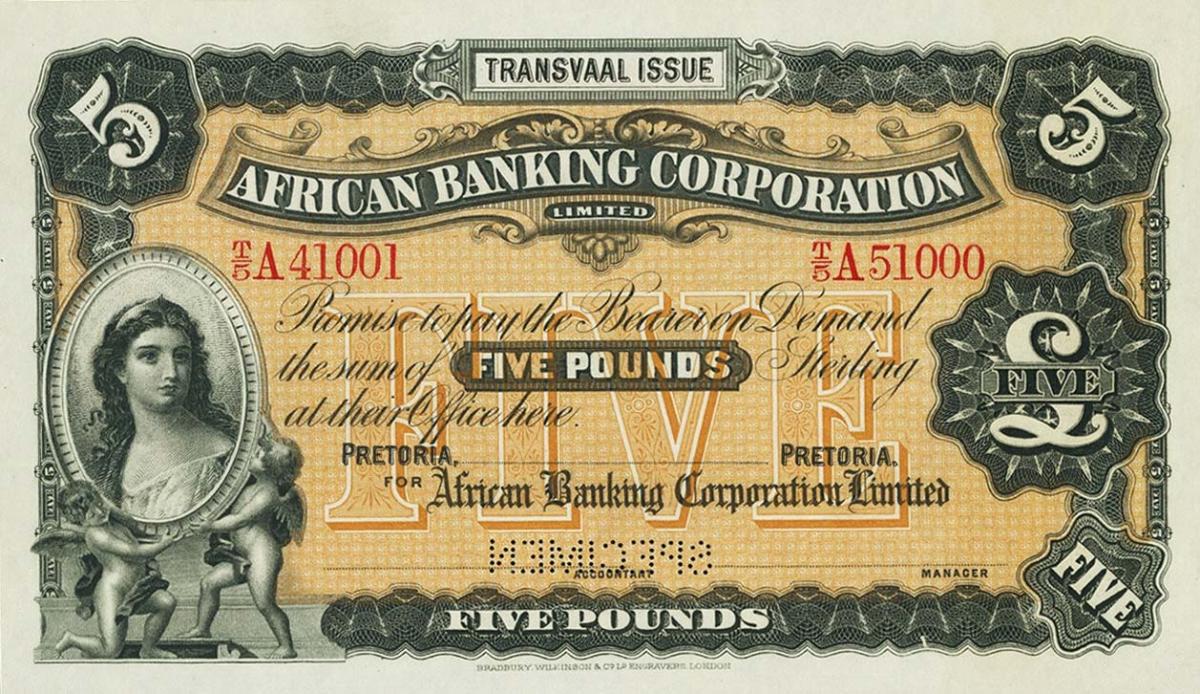 TRANSVAAL ISSUE
5 5
AFRICAN BANKING CORPORATION
LIMITED
T/5 A 41001 T/5 A 51000
FIVE
Promise to pay the Bearer on Demand
the sum of FIVE POUNDS Sterling
at their Office here.
£ FIVE
PRETORIA, PRETORIA.
FOR African Banking Corporation Limited
SPECIMEN
ACCOUNTANT MANAGER
FIVE
FIVE POUNDS
BRADBURY, WILKINSON & Co Ld ENGRAVERS, LONDON